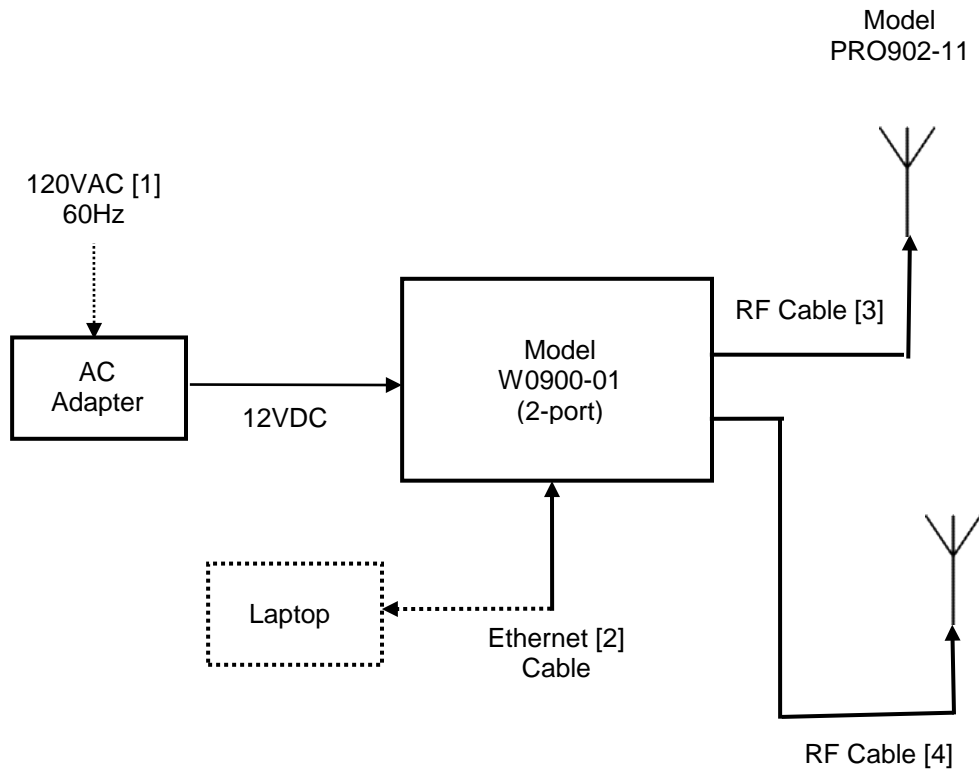 Model
PRO902-11
120VAC [1]
60Hz
RF Cable [3]
AC
Adapter
12VDC
Model
W0900-01
(2-port)
Laptop
Ethernet [2]
Cable
RF Cable [4]